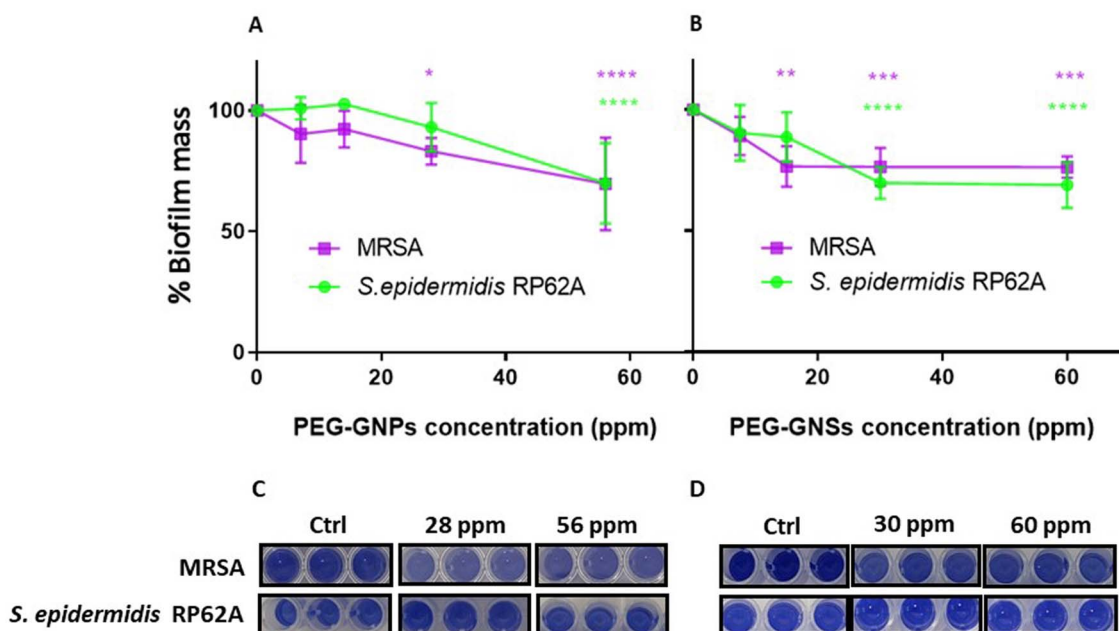 A
B
*
****
**
***
***
****
****
****
% Biofilm mass
100
50
0
MRSA
S.epidermidis RP62A
MRSA
S. epidermidis RP62A
0
20
40
60
0
20
40
60
PEG-GNPs concentration (ppm)
PEG-GNSs concentration (ppm)
C
D
Ctrl
28 ppm
56 ppm
Ctrl
30 ppm
60 ppm
MRSA
S. epidermidis RP62A